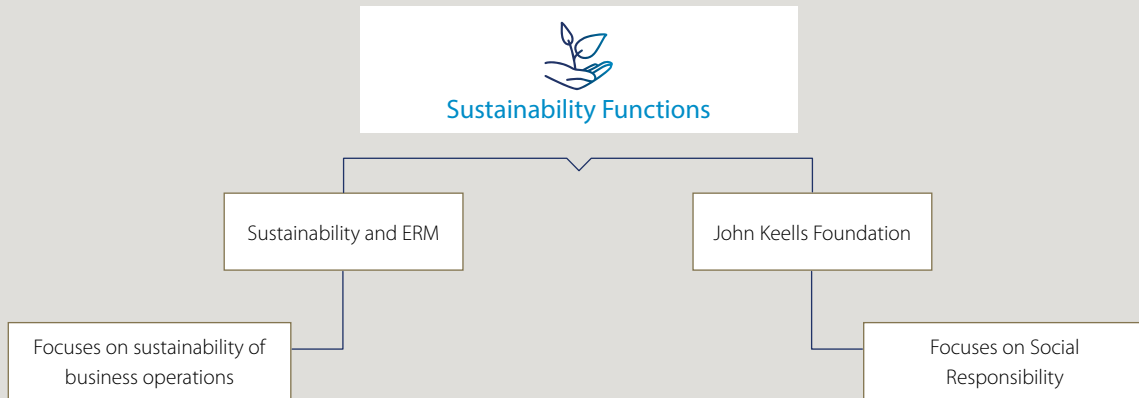 Sustainability Functions
Sustainability and ERM
John Keells Foundation
Focuses on sustainability of
business operations
Focuses on Social
Responsibility